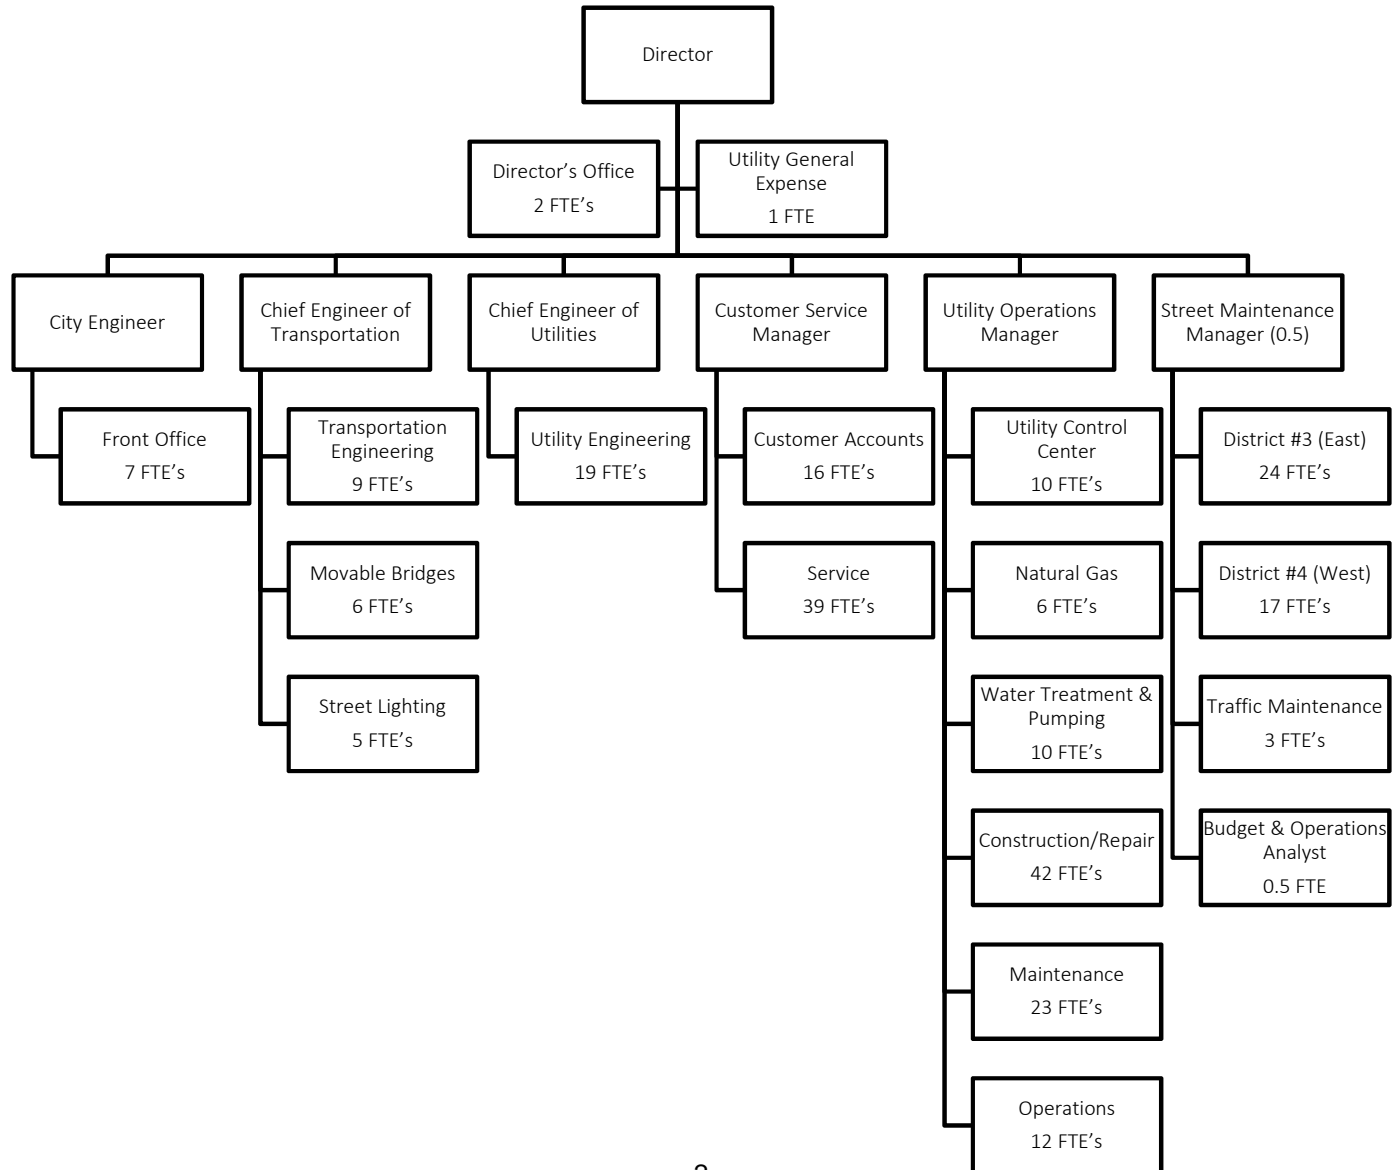 Director
Director’s Office
2 FTE’s
Utility General
Expense
1 FTE
City Engineer
Chief Engineer of
Transportation
Chief Engineer of
Utilities
Customer Service
Manager
Utility Operations
Manager
Street Maintenance
Manager (0.5)
Front Office
7 FTE’s
Transportation
Engineering
9 FTE’s
Movable Bridges
6 FTE’s
Street Lighting
5 FTE’s
Utility Engineering
19 FTE’s
Customer Accounts
16 FTE’s
Service
39 FTE’s
Utility Control
Center
10 FTE’s
Natural Gas
6 FTE’s
Water Treatment &
Pumping
10 FTE’s
Construction/Repair
42 FTE’s
Maintenance
23 FTE’s
Operations
12 FTE’s
District #3 (East)
24 FTE’s
District #4 (West)
17 FTE’s
Traffic Maintenance
3 FTE’s
Budget & Operations
Analyst
0.5 FTE